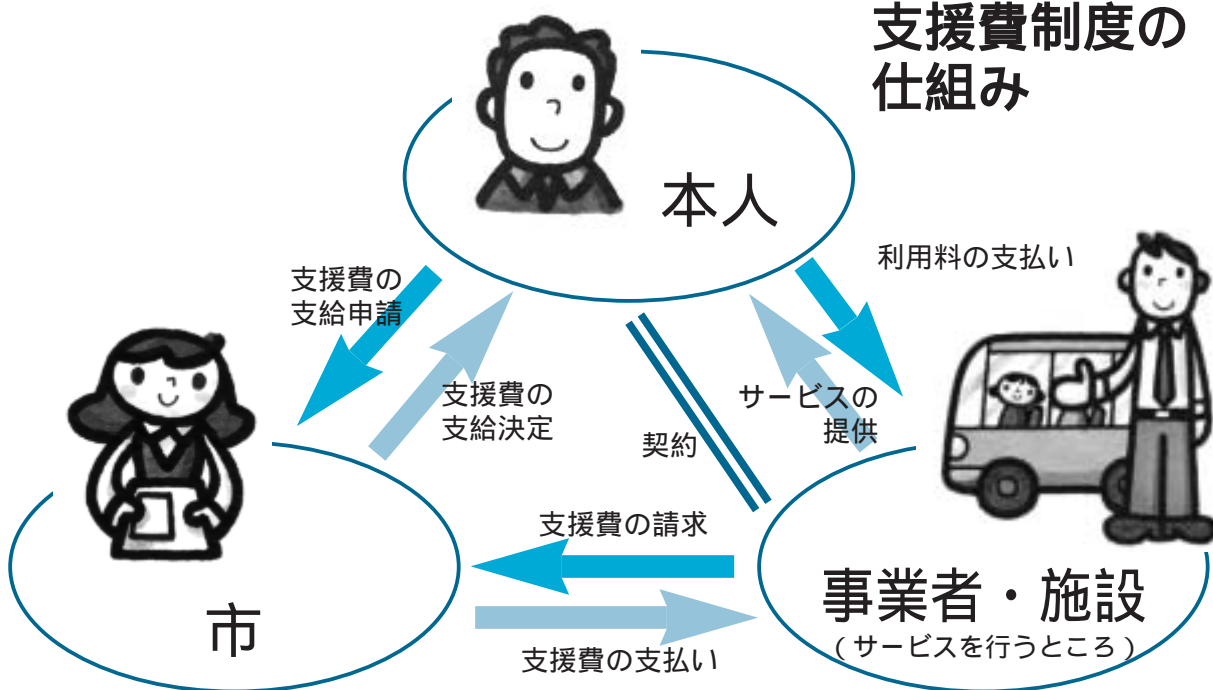 支援費制度の
仕組み
本人
利用料の支払い
支援費の
支給申請
支援費の
支給決定
サービスの
提供
契約
支援費の請求
支援費の支払い
市
事業者・施設
(サービスを行うところ)